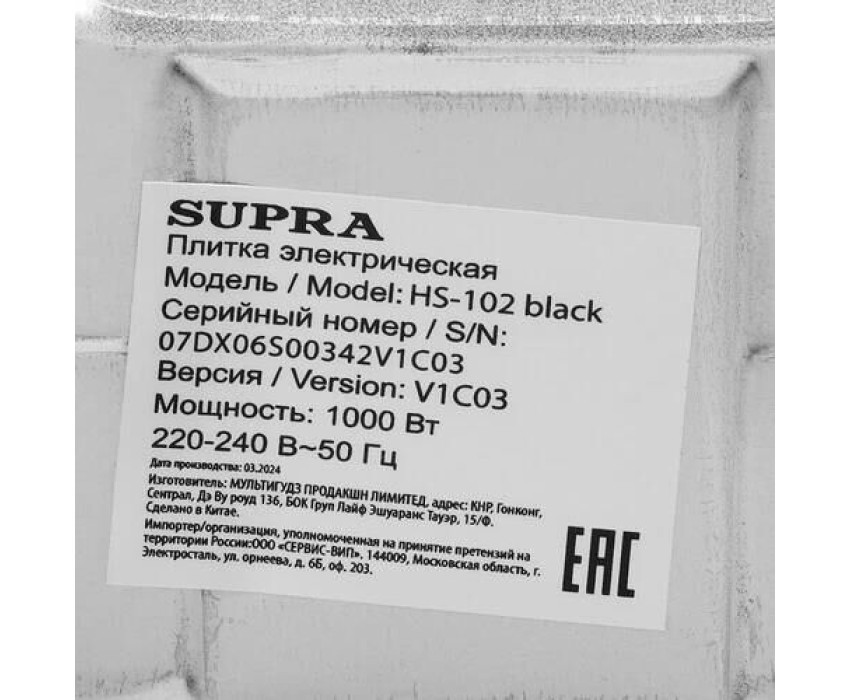 SUPRA
Плитка электрическая
Модель / Model: HS-102 black
Серийный номер / S/N:
07DX06S00342V1C03
Версия / Version: V1C03
Мощность: 1000 Вт
220-240 В~50 Гц
Дата производства: 03.2024
Изготовитель: МУЛЬТИГУДЗ ПРОДАКШН ЛИМИТЕД, адрес: КНР, Гонконг,
Сентрал, Дэ Ву роуд 136, БОК Груп Лайф Эшуаранс Тауэр, 15/Ф.
Сделано в Китае.
Импортер/организация, уполномоченная на принятие претензий на
территории России:ООО «СЕРВИС-ВИП». 144009, Московская область, г.
Электросталь, ул. орнеева, д. 6Б, оф. 203.
EAC